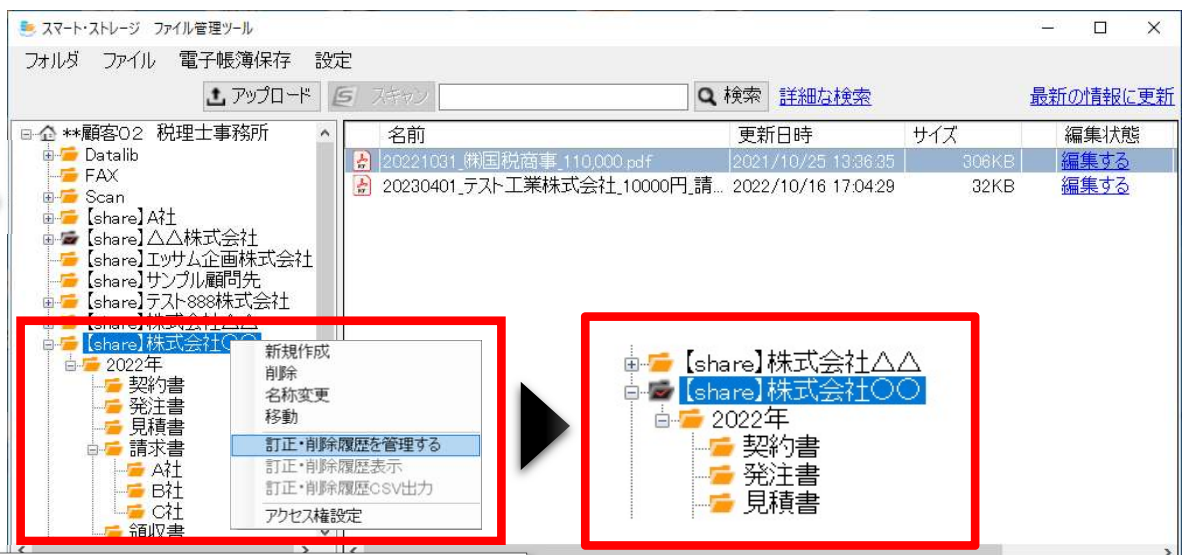 スマート・ストレージ ファイル管理ツール
フォルダ ファイル 電子帳簿保存 設定
アップロード スキャン 検索 詳細な検索 最新の情報に更新
**顧客02 税理士事務所
Datalib
FAX
Scan
【share】A社
【share】△△株式会社
【share】エッサム企画株式会社
【share】サンプル顧問先
【share】テスト888株式会社
【share】株式会社△△
【share】株式会社〇〇
2022年
契約書
発注書
見積書
請求書
A社
B社
C社
領収書
名前 更新日時 サイズ 編集状態
20221031_㈱国税商事_110,000.pdf 2021/10/25 13:36:35 306KB 編集する
20230401_テスト工業株式会社_10000円_請... 2022/10/16 17:04:29 32KB 編集する
新規作成
削除
名称変更
移動
訂正・削除履歴を管理する
訂正・削除履歴表示
訂正・削除履歴CSV出力
アクセス権設定
【share】株式会社△△
【share】株式会社〇〇
2022年
契約書
発注書
見積書